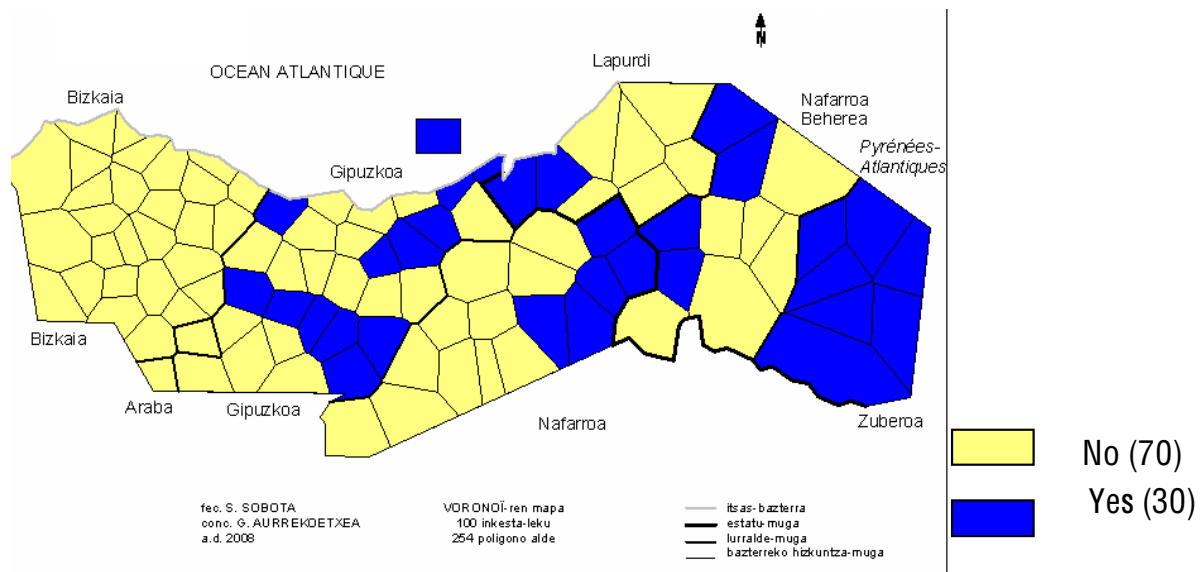 N
OCEAN ATLANTIQUE
Lapurdi
Bizkaia
Nafarroa
Beherea
Pyrénées-
Atlantiques
Gipuzkoa
Bizkaia
Araba
Gipuzkoa
Nafarroa
Zuberoa
No (70)
Yes (30)
fec. S. SOBOTA
conc. G. AURREKOETXEA
a.d. 2008
VORONOÏ-ren mapa
100 inkesta-leku
254 poligono alde
itsas-bazterra
estatu-muga
lurralde-muga
bazterreko hizkuntza-muga